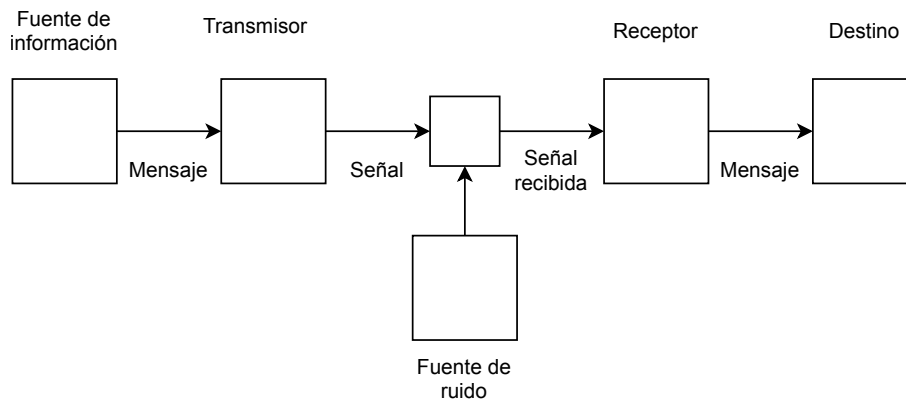 Fuente de
información
Transmisor
Receptor
Destino
Mensaje
Señal
Señal
recibida
Mensaje
Fuente de
ruido